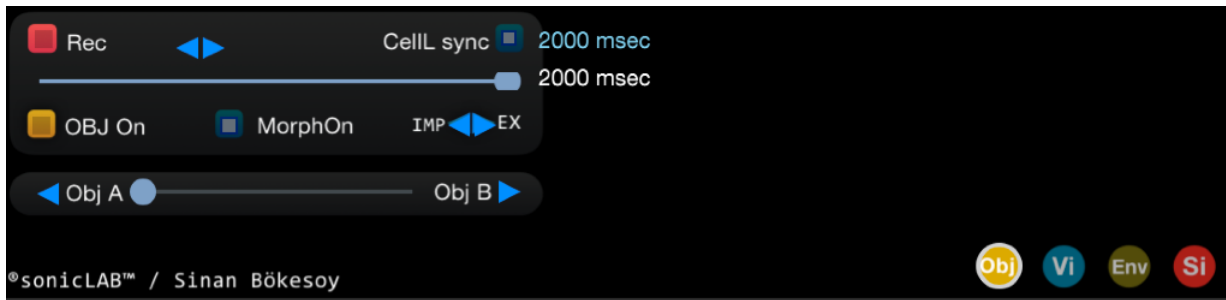 Rec CellL sync 2000 msec
2000 msec
OBJ On MorphOn IMP EX
Obj A Obj B
Obj Vi Env Si
®sonicLAB™ / Sinan Bökesoy